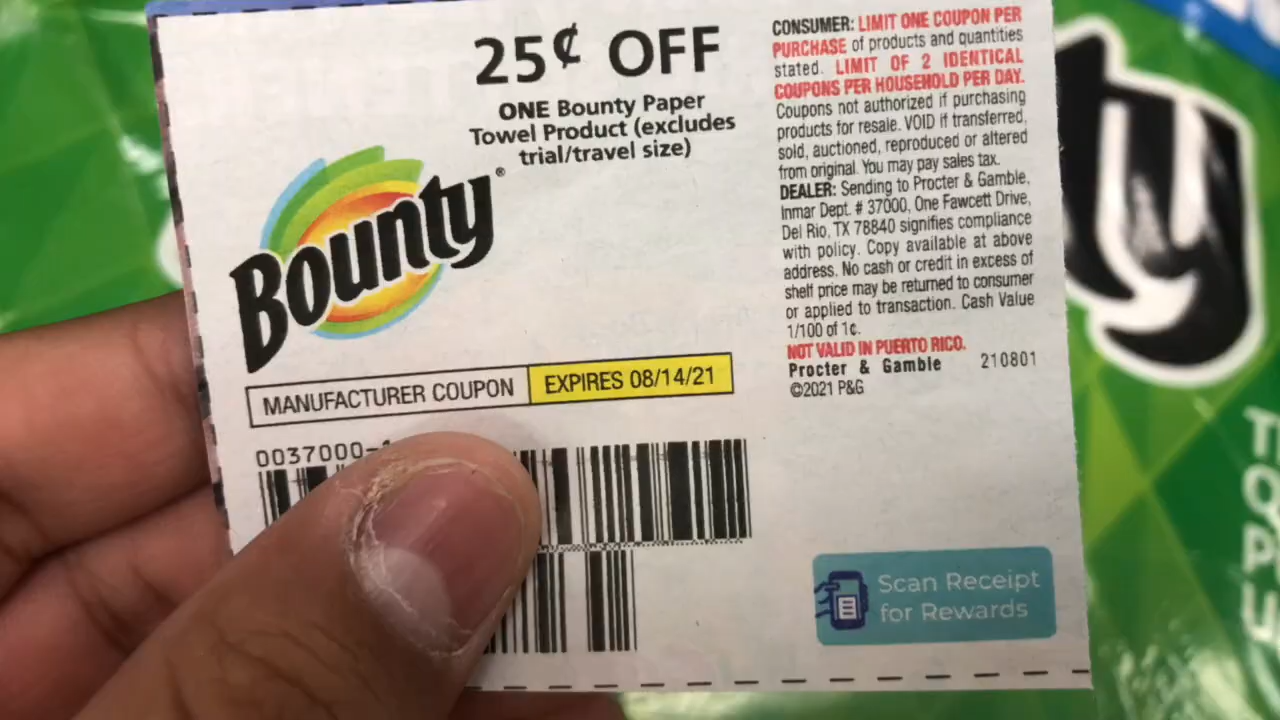 25¢ OFF
ONE Bounty Paper
Towel Product (excludes
trial/travel size)
Bounty®
MANUFACTURER COUPON
EXPIRES 08/14/21
0037000-
CONSUMER: LIMIT ONE COUPON PER
PURCHASE of products and quantities
stated. LIMIT OF 2 IDENTICAL
COUPONS PER HOUSEHOLD PER DAY.
Coupons not authorized if purchasing
products for resale. VOID if transferred,
sold, auctioned, reproduced or altered
from original. You may pay sales tax.
DEALER: Sending to Procter & Gamble,
Inmar Dept. # 37000, One Fawcett Drive,
Del Rio, TX 78840 signifies compliance
with policy. Copy available at above
address. No cash or credit in excess of
shelf price may be returned to consumer
or applied to transaction. Cash Value
1/100 of 1¢.
NOT VALID IN PUERTO RICO.
Procter & Gamble 210801
©2021 P&G
Scan Receipt
for Rewards
ty